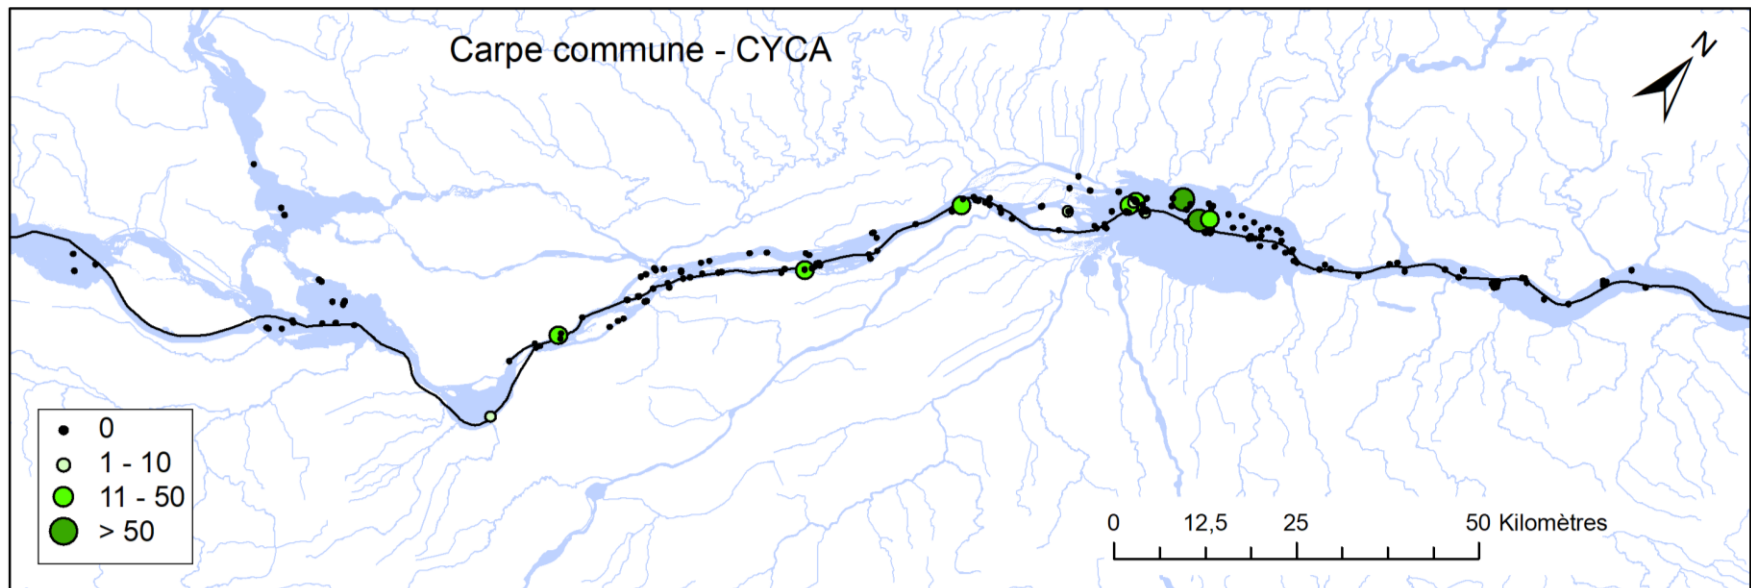 Carpe commune - CYCA
N
0
1 - 10
11 - 50
> 50
0 12,5 25 50 Kilomètres